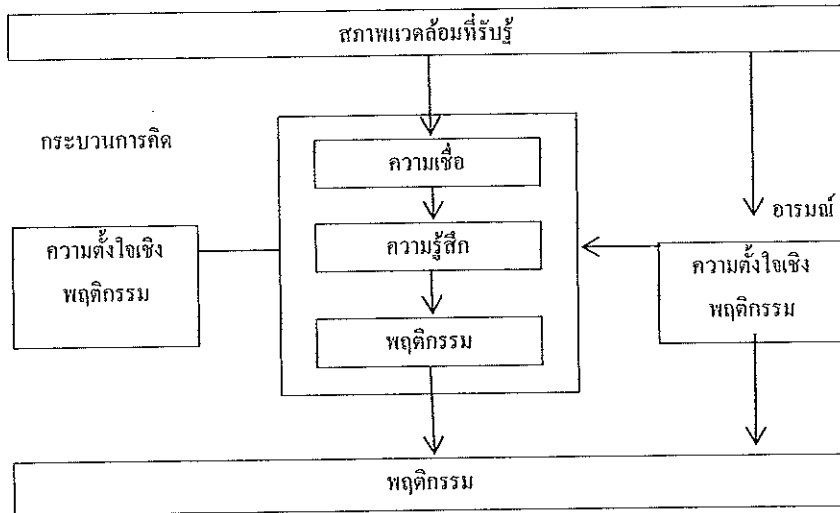 สภาพแวดล้อมที่รับรู้
กระบวนการคิด
ความเชื่อ
อารมณ์
ความตั้งใจเชิง
พฤติกรรม
ความรู้สึก
ความตั้งใจเชิง
พฤติกรรม
พฤติกรรม
พฤติกรรม